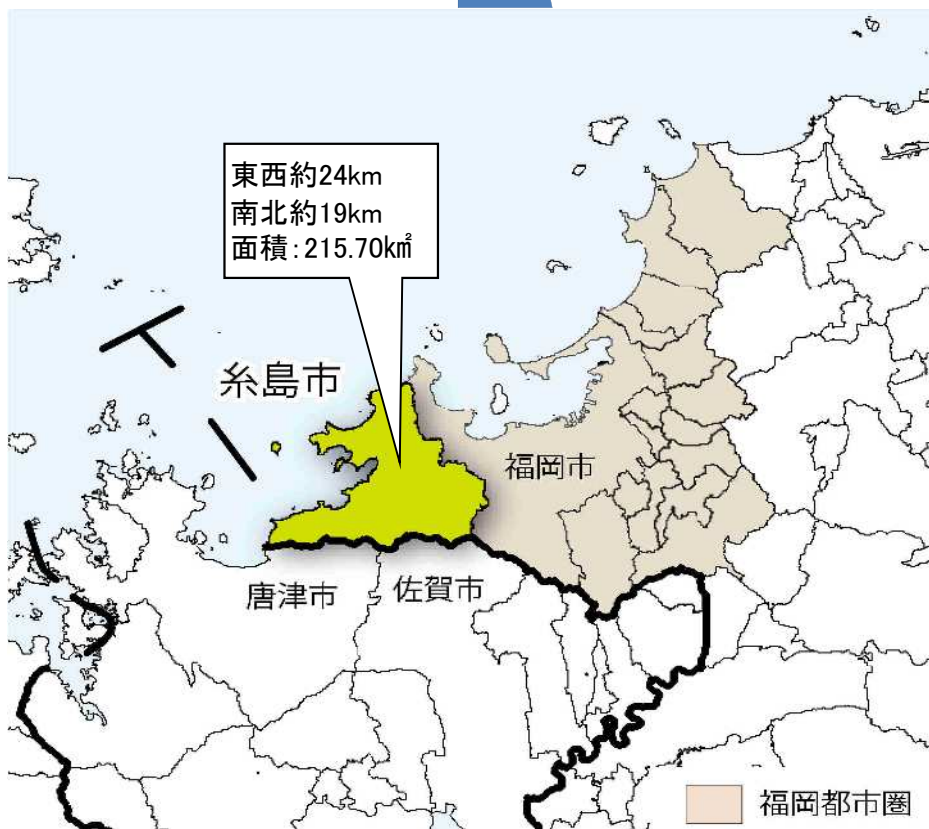 東西約24km
南北約19km
面積:215.70k㎡
糸島市
福岡市
唐津市
佐賀市
福岡都市圏